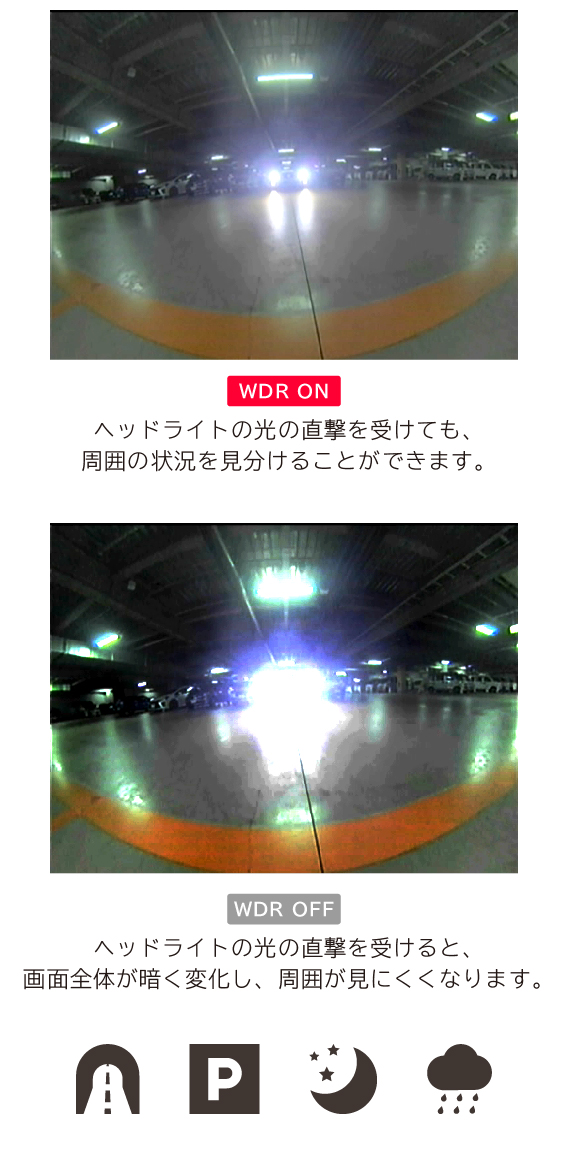 WDR ON
ヘッドライトの光の直撃を受けても、
周囲の状況を見分けることができます。
WDR OFF
ヘッドライトの光の直撃を受けると、
画面全体が暗く変化し、周囲が見にくくなります。
P